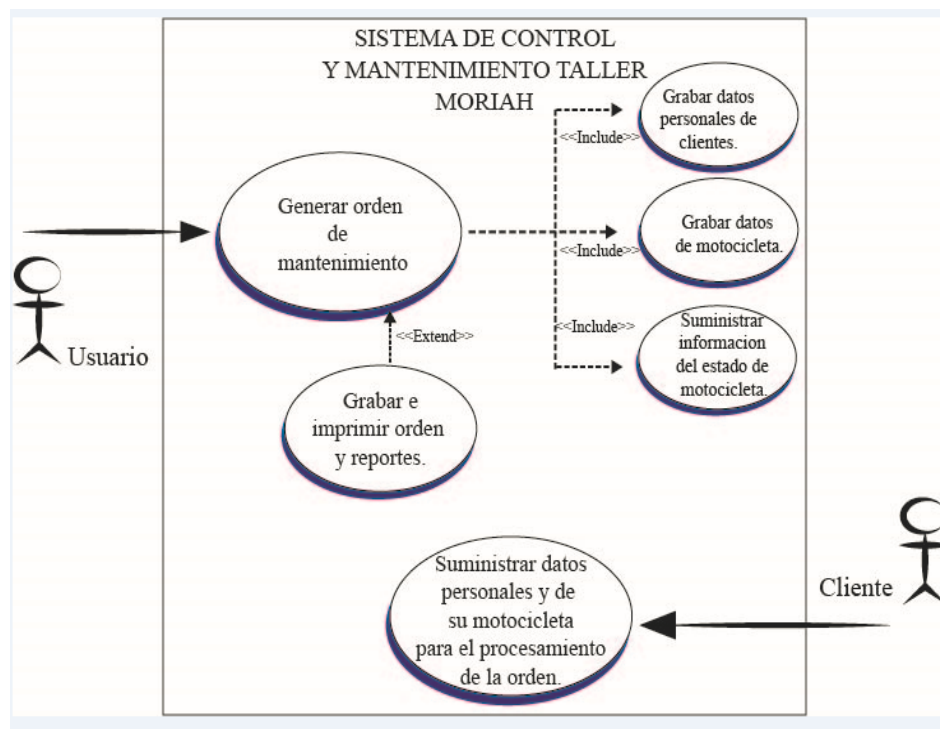 SISTEMA DE CONTROL
Y MANTENIMIENTO TALLER
MORIAH
Grabar datos
personales de
clientes.
<<Include>>
Generar orden
de
mantenimiento
Grabar datos
de motocicleta.
<<Include>>
Usuario
<<Extend>>
<<Include>>
Suministrar
informacion
del estado de
motocicleta.
Grabar e
imprimir orden
y reportes.
Suministrar datos
personales y de
su motocicleta
para el procesamiento
de la orden.
Cliente